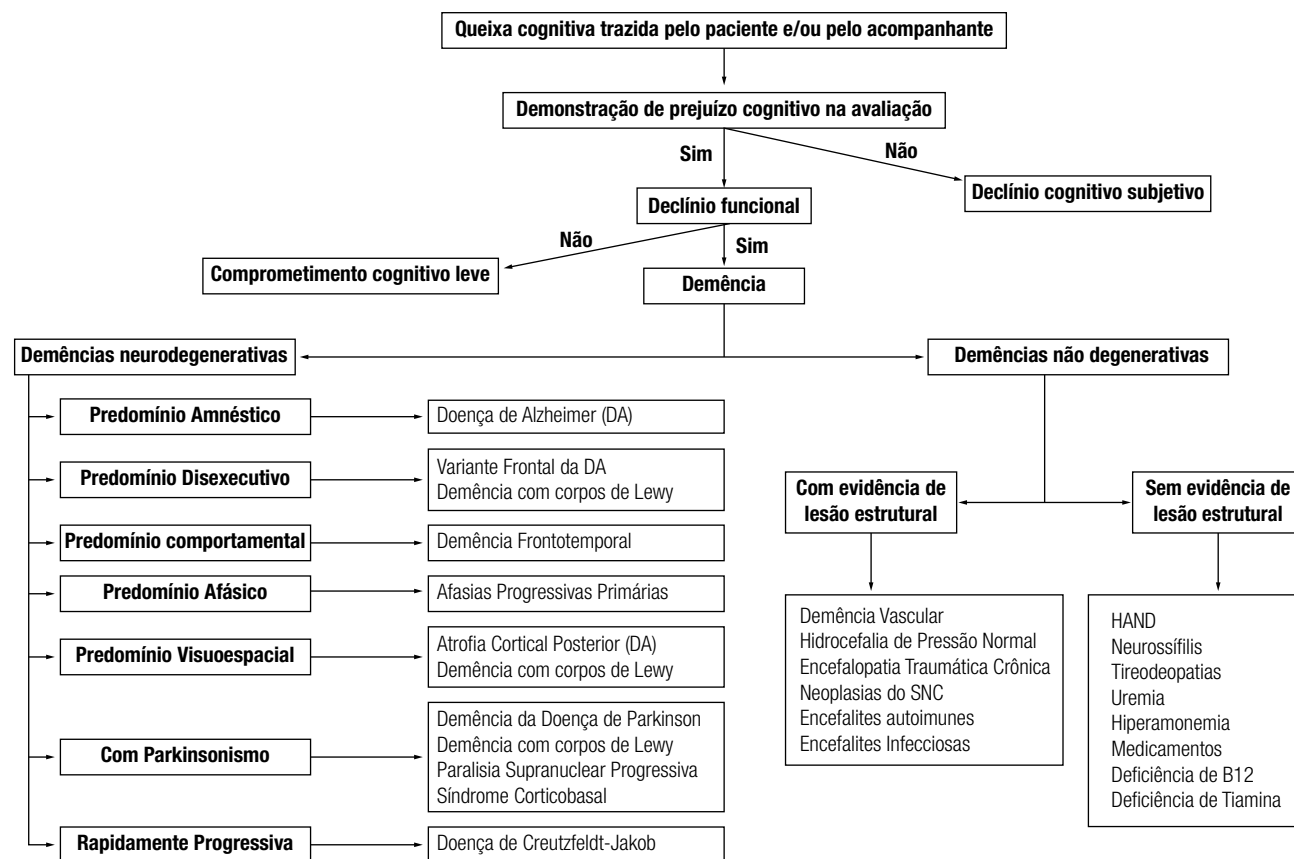 Queixa cognitiva trazida pelo paciente e/ou pelo acompanhante
Demonstração de prejuízo cognitivo na avaliação
Sim
Não
Declínio cognitivo subjetivo
Declínio funcional
Não
Sim
Comprometimento cognitivo leve
Demência
Demências neurodegenerativas
Demências não degenerativas
Predomínio Amnéstico
Doença de Alzheimer (DA)
Predomínio Disexecutivo
Variante Frontal da DA
Demência com corpos de Lewy
Predomínio comportamental
Demência Frontotemporal
Predomínio Afásico
Afasias Progressivas Primárias
Predomínio Visuoespacial
Atrofia Cortical Posterior (DA)
Demência com corpos de Lewy
Com Parkinsonismo
Demência da Doença de Parkinson
Demência com corpos de Lewy
Paralisia Supranuclear Progressiva
Síndrome Corticobasal
Rapidamente Progressiva
Doença de Creutzfeldt-Jakob
Com evidência de
lesão estrutural
Sem evidência de
lesão estrutural
Demência Vascular
Hidrocefalia de Pressão Normal
Encefalopatia Traumática Crônica
Neoplasias do SNC
Encefalites autoimunes
Encefalites Infecciosas
HAND
Neurossífilis
Tireodeopatias
Uremia
Hiperamonemia
Medicamentos
Deficiência de B12
Deficiência de Tiamina